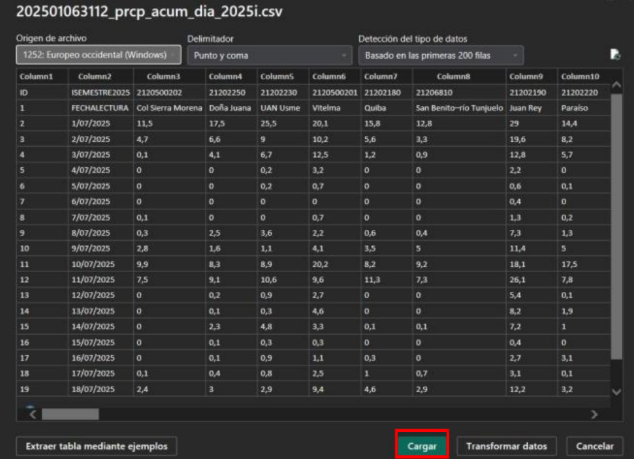 202501063112_prcp_acum_dia_2025i.csv
Origen de archivo Delimitador Detección del tipo de datos
1252: Europeo occidental (Windows) Punto y coma Basado en las primeras 200 filas
Column1 Column2 Column3 Column4 Column5 Column6 Column7 Column8 Column9 Column10
ID ISEMESTRE2025 2120500202 21202250 21202230 2120500201 21202180 21206810 21202190 21202220
1 FECHALECTURA Col Sierra Morena Doña Juana UAN Usme Vitelma Quiba San Benito-río Tunjuelo Juan Rey Paraíso
2 1/07/2025 11,5 17,5 25,5 20,1 15,8 12,8 29 14,4
3 2/07/2025 4,7 6,6 9 10,2 5,6 3,3 19,6 8,2
4 3/07/2025 0,1 4,1 6,7 12,5 1,2 0,9 12,8 5,7
5 4/07/2025 0 0 0,2 3,2 0 0 2,2 0
6 5/07/2025 0 0 0,2 0,7 0 0 0,6 0,1
7 6/07/2025 0 0 0 0 0 0 0,4 0
8 7/07/2025 0,1 0 0 0,7 0 0 1,3 0,2
9 8/07/2025 0,3 2,5 3,6 2,2 0,6 0,4 7,3 1,3
10 9/07/2025 2,8 1,6 1,1 4,1 3,5 5 11,4 5
11 10/07/2025 9,9 8,3 8,9 20,2 8,2 9,2 18,1 17,5
12 11/07/2025 7,5 9,1 10,6 9,6 11,3 7,3 26,1 7,8
13 12/07/2025 0 0,2 0,9 2,7 0 0 5,4 0,1
14 13/07/2025 0 0,1 0,3 4,6 0 0 8,2 1,9
15 14/07/2025 0 2,3 4,8 3,3 0,1 0,1 7,2 1
16 15/07/2025 0 0,1 0,3 0,3 0 0 0,4 0
17 16/07/2025 0 0,1 0,9 1,1 0,3 0 2,7 3,1
18 17/07/2025 0,1 0,4 0,8 2,5 1 0,7 3,1 0,1
19 18/07/2025 2,4 3 2,9 9,4 4,6 2,9 12,2 3,2
Extraer tabla mediante ejemplos Cargar Transformar datos Cancelar